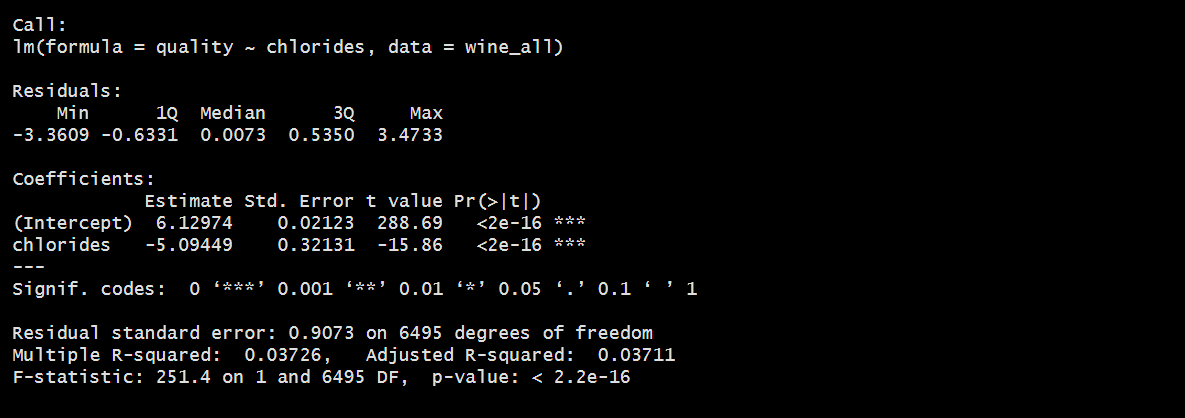 Call:
lm(formula = quality ~ chlorides, data = wine_all)
Residuals:
    Min      1Q  Median      3Q     Max
-3.3609 -0.6331  0.0073  0.5350  3.4733
Coefficients:
            Estimate Std. Error t value Pr(>|t|)
(Intercept)  6.12974    0.02123  288.69   <2e-16 ***
chlorides   -5.09449    0.32131  -15.86   <2e-16 ***
---
Signif. codes:  0 ‘***’ 0.001 ‘**’ 0.01 ‘*’ 0.05 ‘.’ 0.1 ‘ ’ 1
Residual standard error: 0.9073 on 6495 degrees of freedom
Multiple R-squared:  0.03726,   Adjusted R-squared:  0.03711
F-statistic: 251.4 on 1 and 6495 DF,  p-value: < 2.2e-16